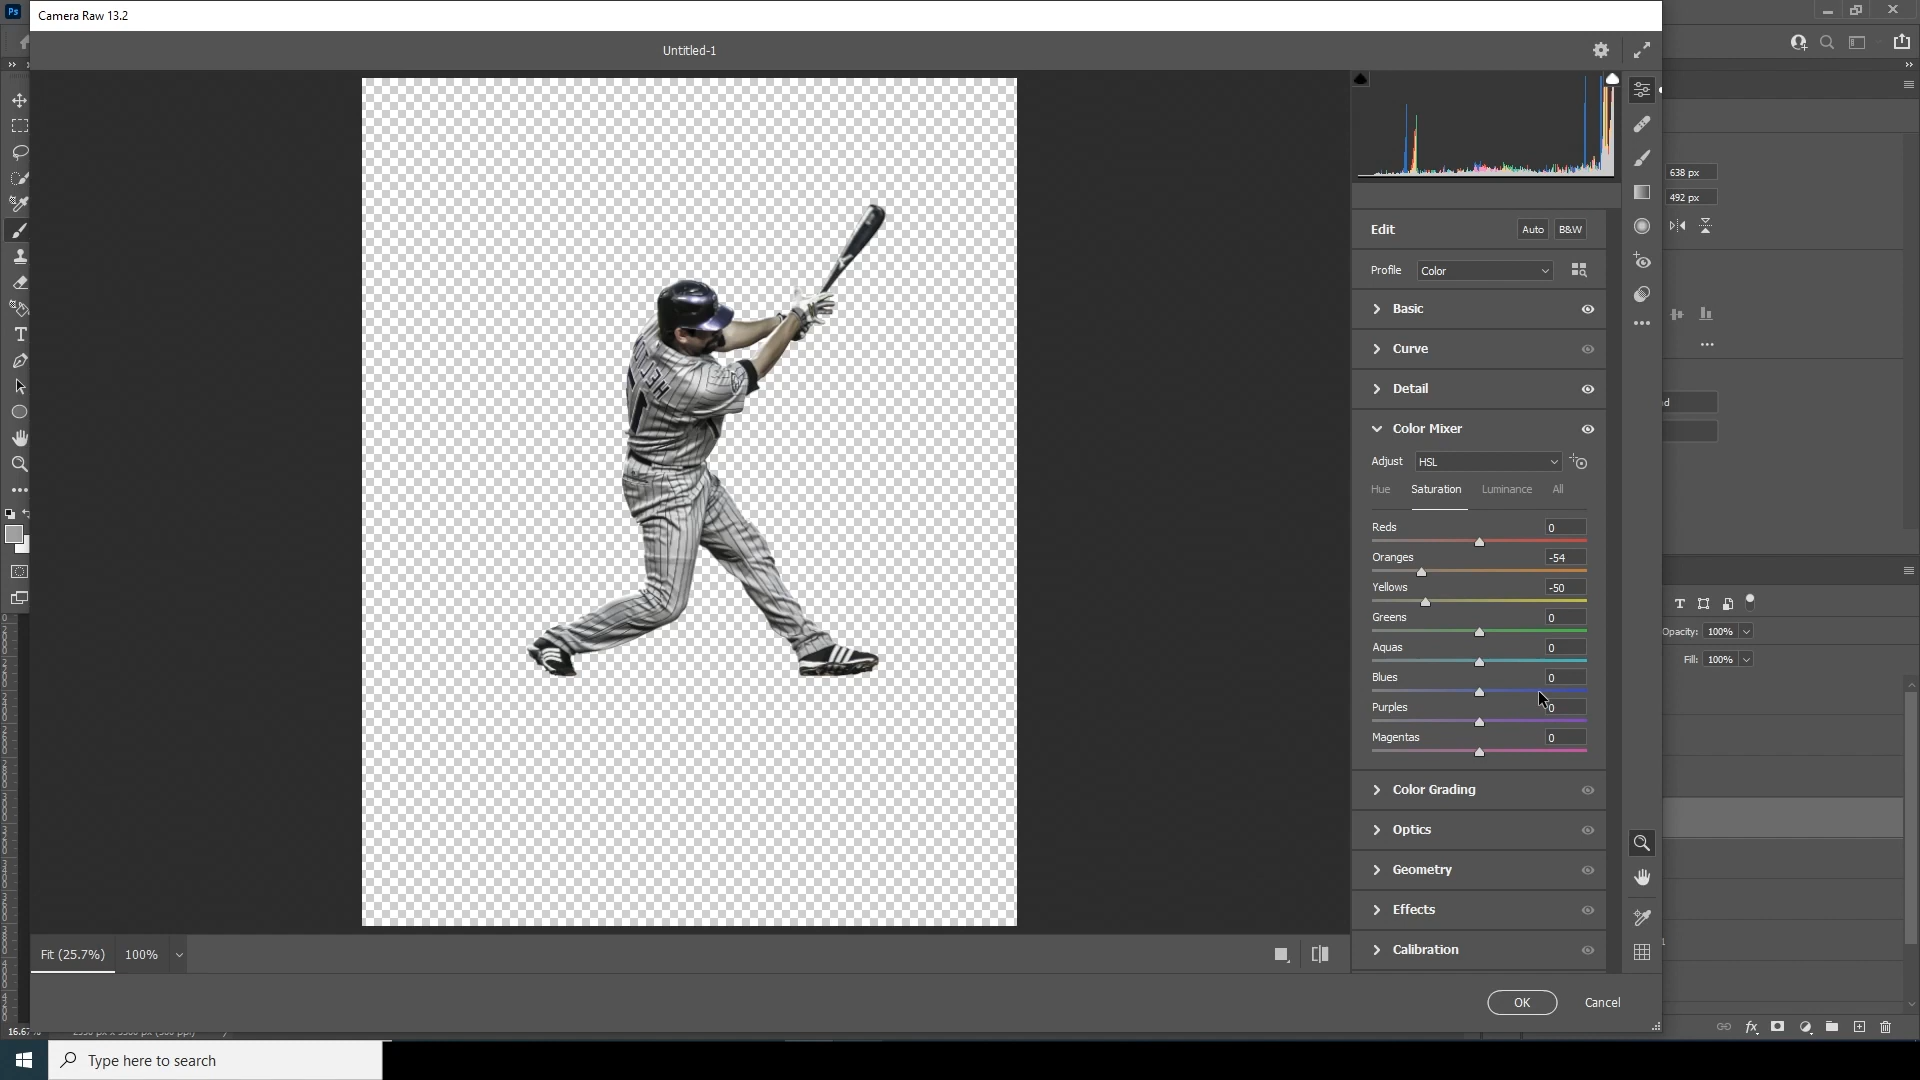 Ps
Camera Raw 13.2
Untitled-1
638 px
492 px
Edit
Auto
B&W
Profile
Color
Basic
Curve
Detail
Color Mixer
Adjust
HSL
Hue
Saturation
Luminance
All
Reds
0
Oranges
-54
Yellows
-50
Greens
0
Aquas
0
Blues
0
Purples
0
Magentas
0
Opacity:
100%
Fill:
100%
Color Grading
Optics
Geometry
Effects
Calibration
Fit (25.7%)
100%
OK
Cancel
Type here to search